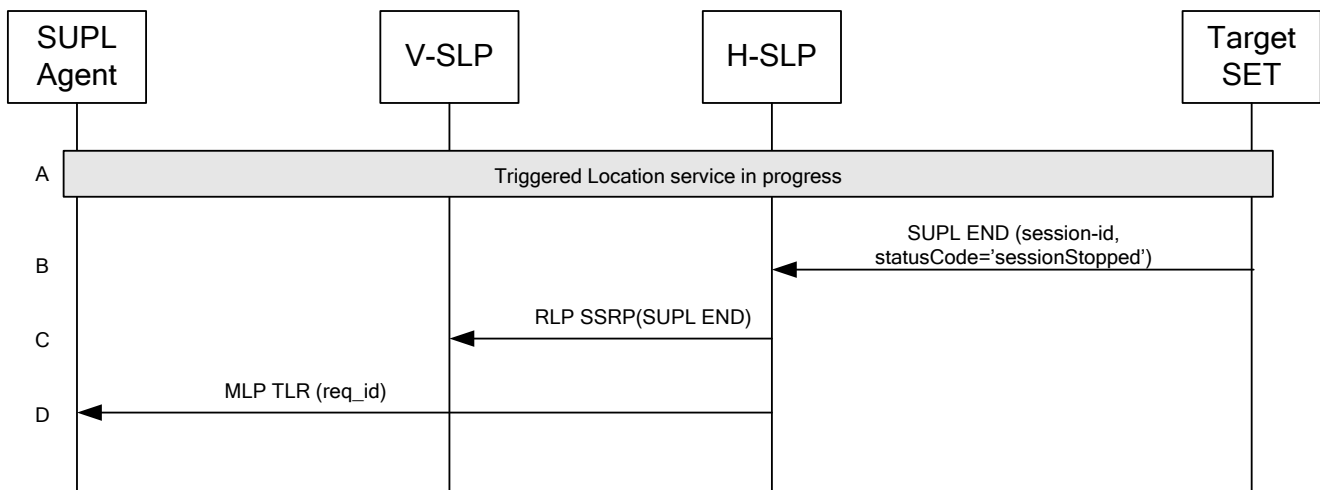 SUPL
Agent
V-SLP
H-SLP
Target
SET
A
Triggered Location service in progress
B
SUPL END (session-id,
statusCode='sessionStopped')
C
RLP SSRP(SUPL END)
D
MLP TLR (req_id)